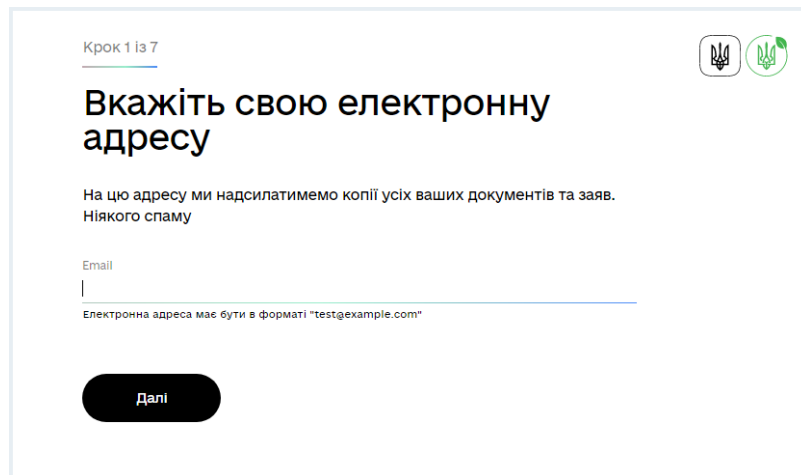 Крок 1 із 7
Вкажіть свою електронну
адресу
На цю адресу ми надсилатимемо копії усіх ваших документів та заяв.
Ніякого спаму
Email
Електронна адреса має бути в форматі "test@example.com"
Далі